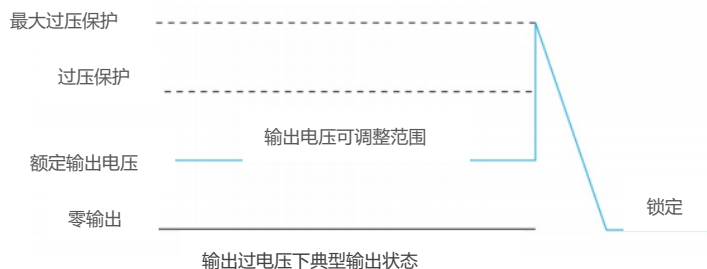 最大过压保护
过压保护
输出电压可调整范围
额定输出电压
锁定
零输出
输出过电压下典型输出状态